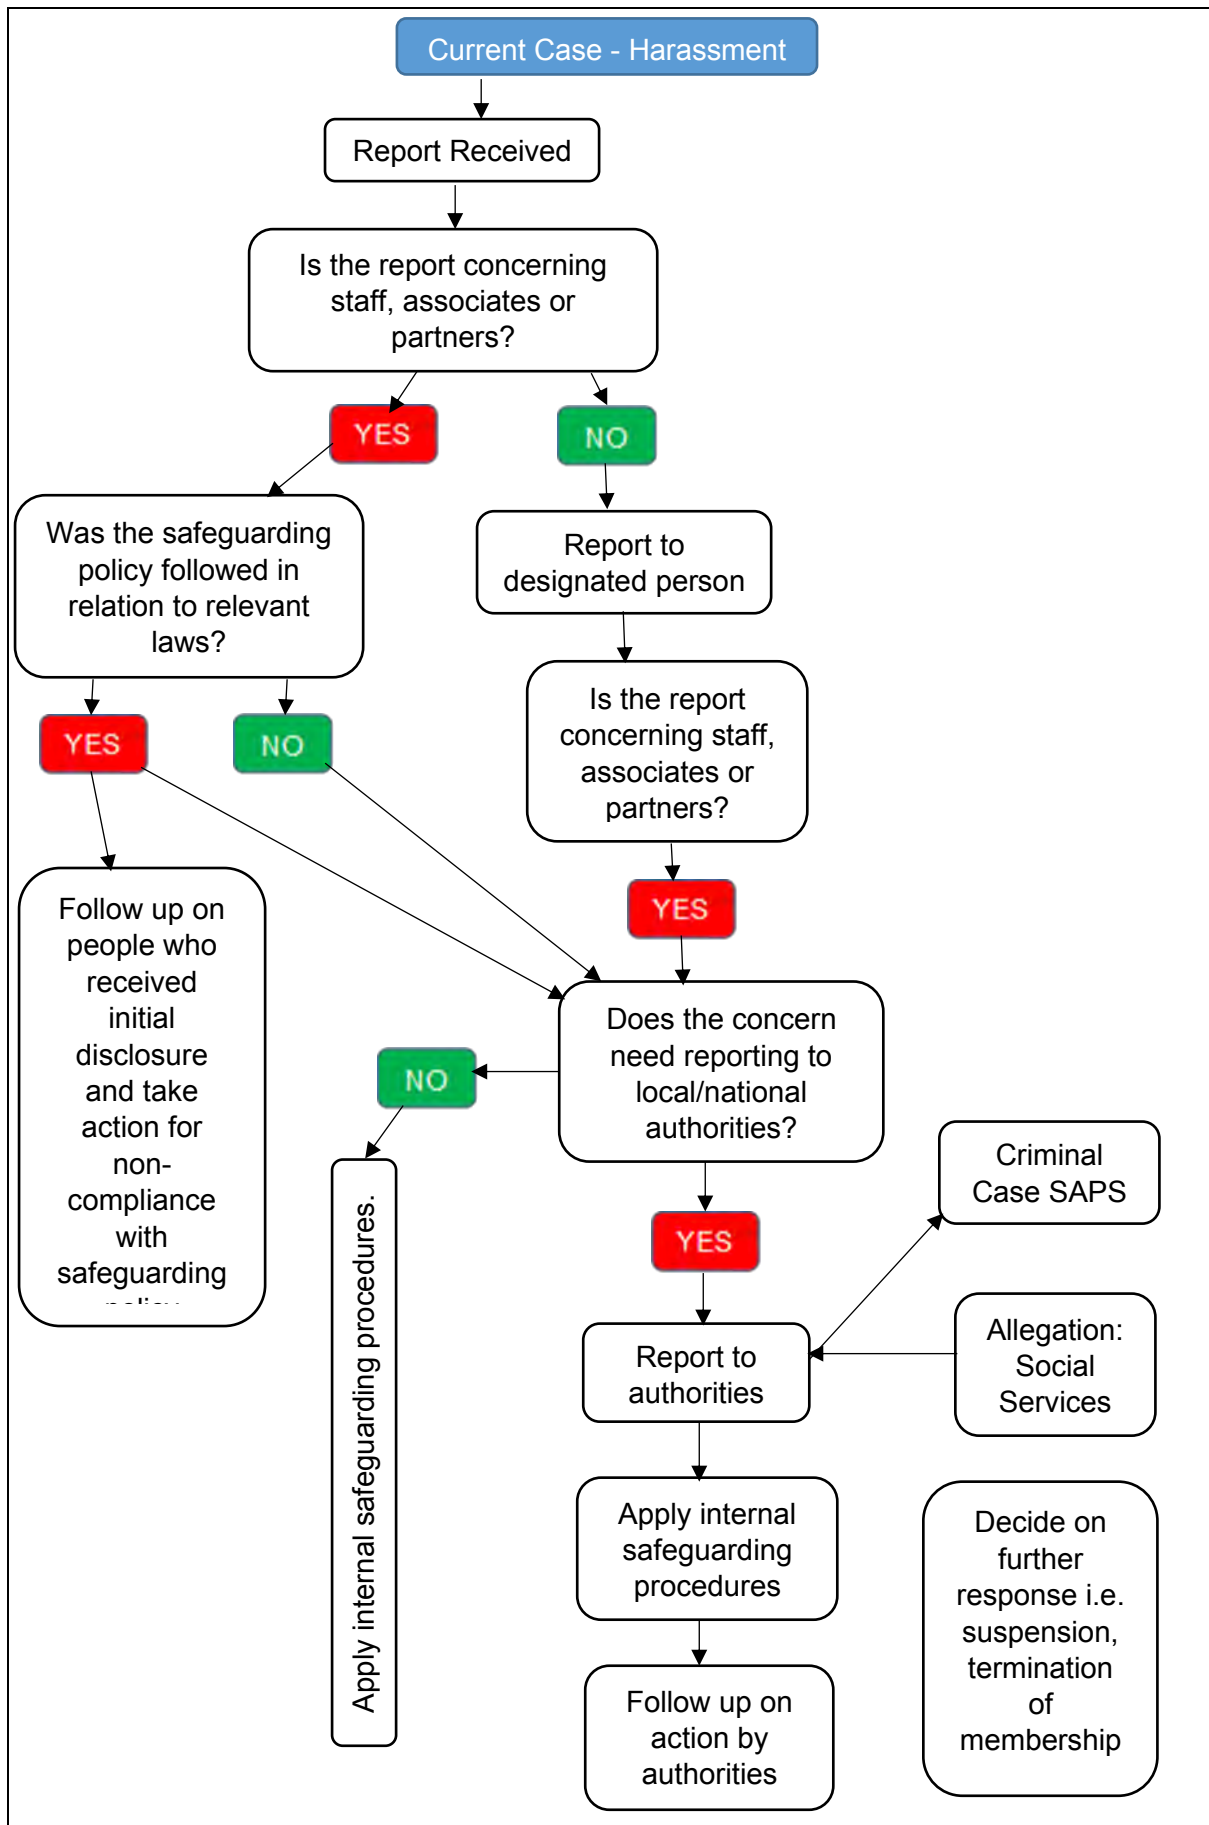 Current Case - Harassment
Report Received
Is the report concerning
staff, associates or
partners?
YES
NO
Was the safeguarding
policy followed in
relation to relevant
laws?
Report to
designated person
YES
NO
Is the report
concerning staff,
associates or
partners?
YES
Follow up on
people who
received
initial
disclosure
and take
action for
non-
compliance
with
safeguarding
policy
Does the concern
need reporting to
local/national
authorities?
NO
YES
Apply internal safeguarding procedures.
Criminal
Case SAPS
Report to
authorities
Allegation:
Social
Services
Apply internal
safeguarding
procedures
Decide on
further
response i.e.
suspension,
termination
of
membership
Follow up on
action by
authorities